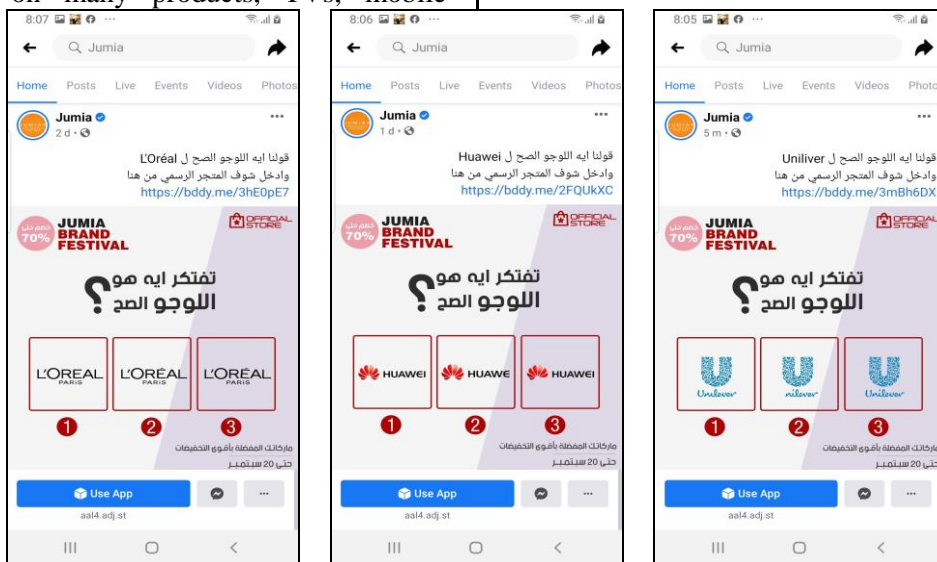 on many products, TVs, mobile
8:07
Jumia
Home Posts Live Events Videos Photos
Jumia
2 d
قولنا ايه اللوجو الصح ل L'Oréal
وادخل شوف المتجر الرسمي من هنا
https://bddy.me/3hE0pE7
خصم حتى
70%
JUMIA
BRAND
FESTIVAL
OFFICIAL
STORE
تفتكر ايه هو
اللوجو الصح ؟
L'OREAL
PARIS
L'ORÉAL
PARIS
L'ORÉAL
PARIS
1 2 3
ماركاتك المفضلة بأقوى التخفيضات
حتى 20 سبتمبر
Use App
aal4.adj.st
8:06
Jumia
Home Posts Live Events Videos Photos
Jumia
1 d
قولنا ايه اللوجو الصح ل Huawei
وادخل شوف المتجر الرسمي من هنا
https://bddy.me/2FQUkXC
خصم حتى
70%
JUMIA
BRAND
FESTIVAL
OFFICIAL
STORE
تفتكر ايه هو
اللوجو الصح ؟
HUAWEI HUAWE HUAWEI
1 2 3
ماركاتك المفضلة بأقوى التخفيضات
حتى 20 سبتمبر
Use App
aal4.adj.st
8:05
Jumia
Home Posts Live Events Videos Photo
Jumia
5 m
قولنا ايه اللوجو الصح ل Uniliver
وادخل شوف المتجر الرسمي من هنا
https://bddy.me/3mBh6DX
خصم حتى
70%
JUMIA
BRAND
FESTIVAL
OFFICIAL
STORE
تفتكر ايه هو
اللوجو الصح ؟
Unilever nilever Unilever
1 2 3
ماركاتك المفضلة بأقوى التخفيضات
حتى 20 سبتمبر
Use App
aal4.adj.st